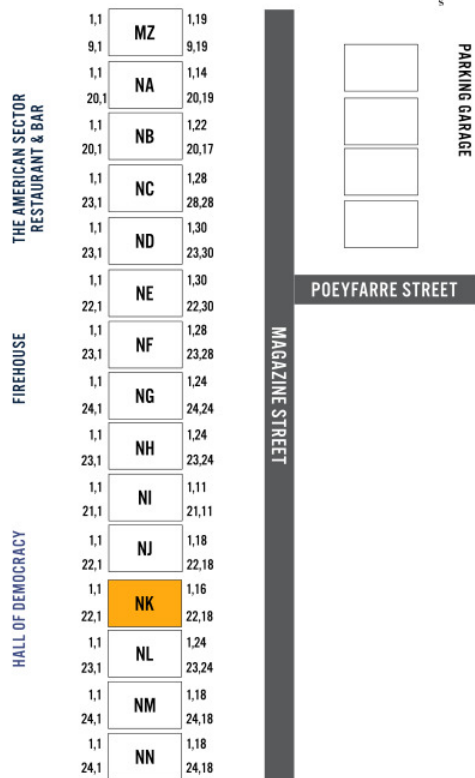 s
1,1 MZ 1,19
9,1 9,19
1,1 NA 1,14
20,1 20,19
1,1 NB 1,22
20,1 20,17
1,1 NC 1,28
23,1 28,28
1,1 ND 1,30
23,1 23,30
1,1 NE 1,30
22,1 22,30
1,1 NF 1,28
23,1 23,28
1,1 NG 1,24
24,1 24,24
1,1 NH 1,24
23,1 23,24
1,1 NI 1,11
21,1 21,11
1,1 NJ 1,18
22,1 22,18
1,1 NK 1,16
22,1 22,18
1,1 NL 1,24
23,1 23,24
1,1 NM 1,18
24,1 24,18
1,1 NN 1,18
24,1 24,18
THE AMERICAN SECTOR
RESTAURANT & BAR
FIREHOUSE
HALL OF DEMOCRACY
MAGAZINE STREET
POEYFARRE STREET
PARKING GARAGE